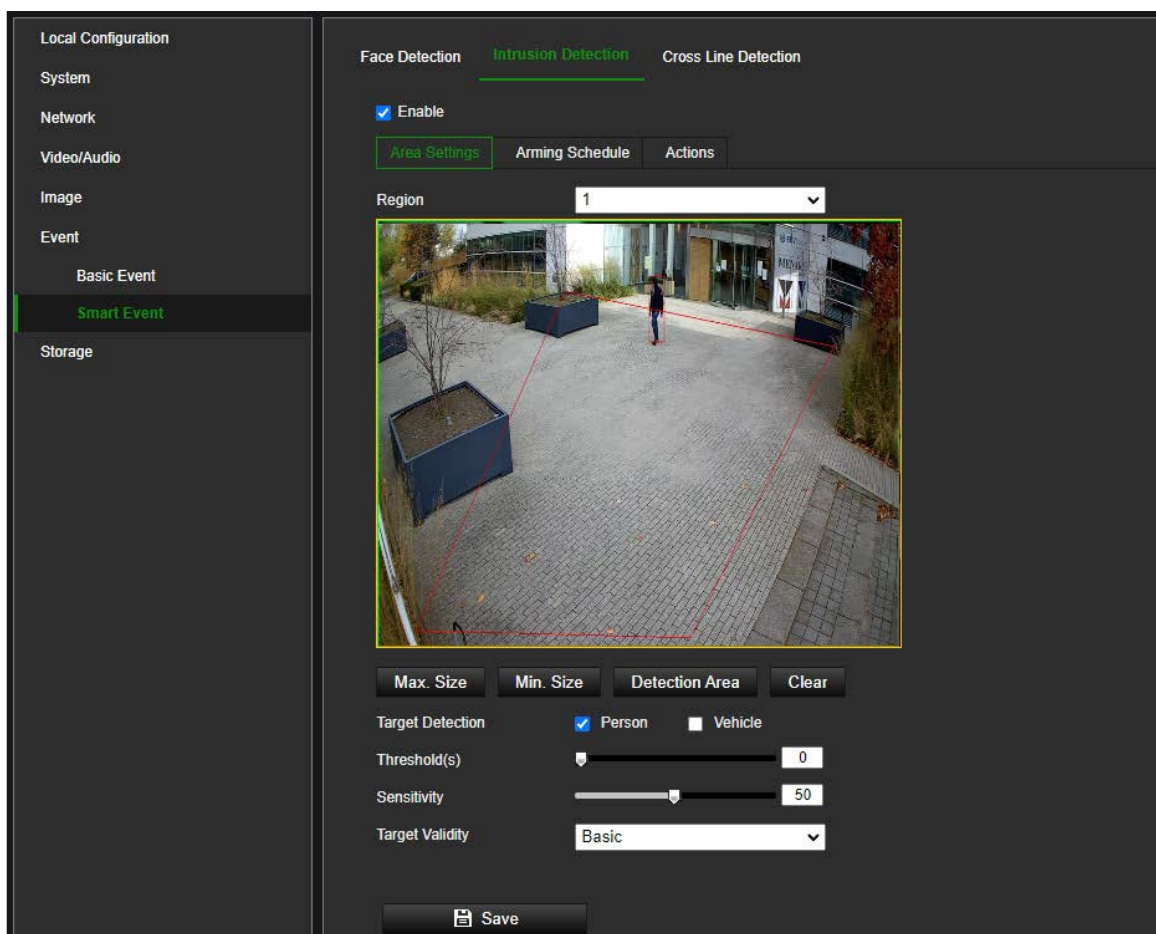 Local Configuration
System
Network
Video/Audio
Image
Event
Basic Event
Smart Event
Storage
Face Detection Intrusion Detection Cross Line Detection
Enable
Area Settings Arming Schedule Actions
Region 1
Max. Size Min. Size Detection Area Clear
Target Detection Person Vehicle
Threshold(s) 0
Sensitivity 50
Target Validity Basic
Save